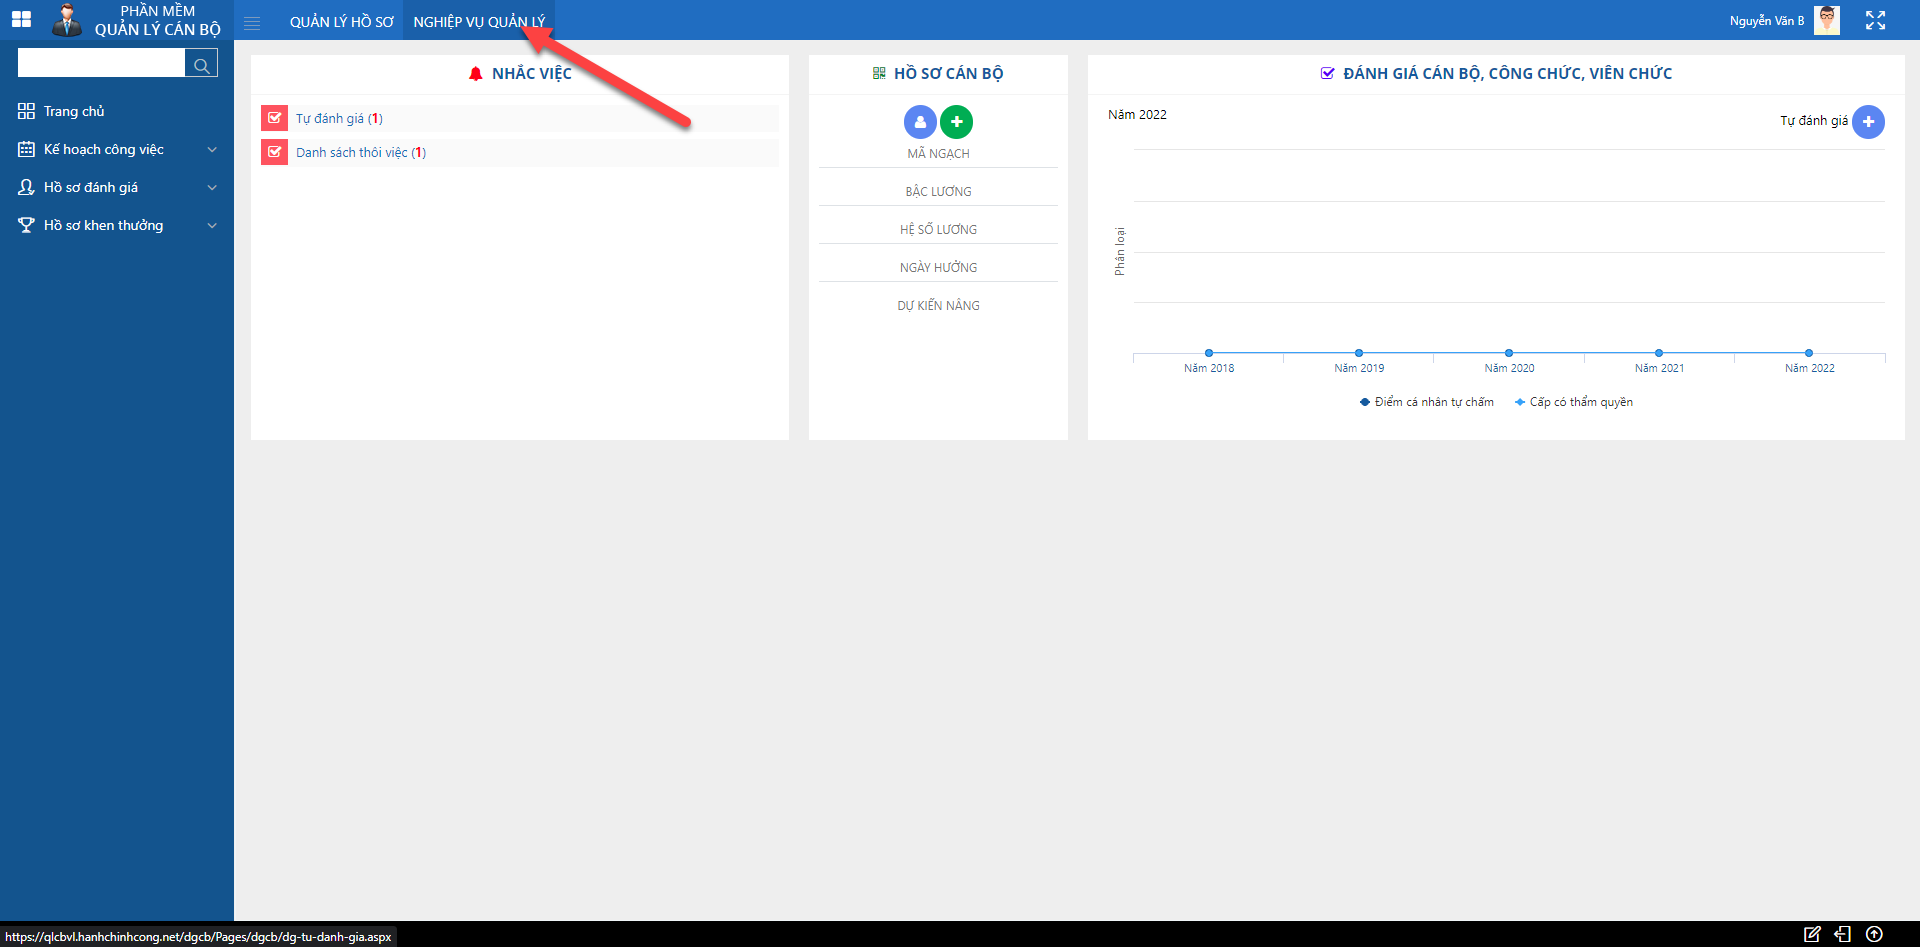 PHẦN MỀM
QUẢN LÝ CÁN BỘ
QUẢN LÝ HỒ SƠ
NGHIỆP VỤ QUẢN LÝ
Nguyễn Văn B
Trang chủ
Kế hoạch công việc
Hồ sơ đánh giá
Hồ sơ khen thưởng
NHẮC VIỆC
Tự đánh giá (1)
Danh sách thôi việc (1)
HỒ SƠ CÁN BỘ
MÃ NGẠCH
BẬC LƯƠNG
HỆ SỐ LƯƠNG
NGÀY HƯỞNG
DỰ KIẾN NÂNG
ĐÁNH GIÁ CÁN BỘ, CÔNG CHỨC, VIÊN CHỨC
Năm 2022
Tự đánh giá
Phân loại
Năm 2018
Năm 2019
Năm 2020
Năm 2021
Năm 2022
Điểm cá nhân tự chấm
Cấp có thẩm quyền
https://qlcbvl.hanhchinhcong.net/dgcb/Pages/dgcb/dg-tu-danh-gia.aspx